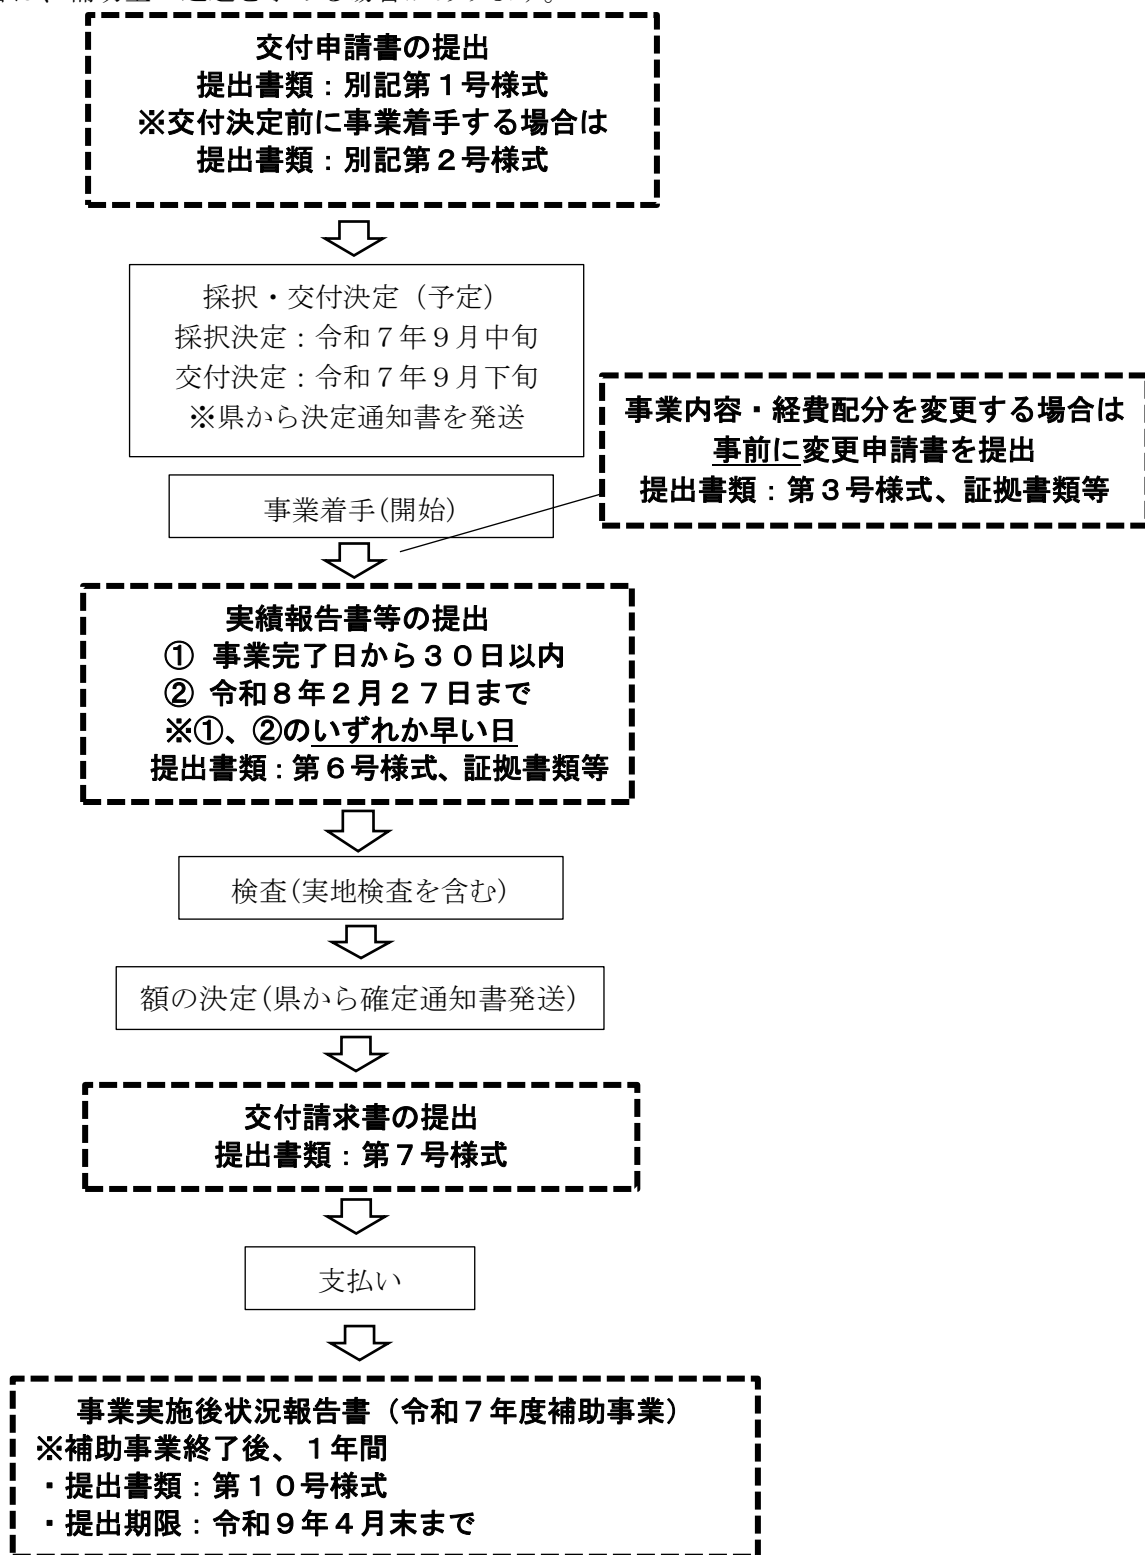 交付申請書の提出
提出書類：別記第１号様式
※交付決定前に事業着手する場合は
提出書類：別記第２号様式
採択・交付決定（予定）
採択決定：令和７年９月中旬
交付決定：令和７年９月下旬
※県から決定通知書を発送
事業内容・経費配分を変更する場合は
事前に変更申請書を提出
提出書類：第３号様式、証拠書類等
事業着手(開始)
実績報告書等の提出
① 事業完了日から３０日以内
② 令和８年２月２７日まで
※①、②のいずれか早い日
提出書類：第６号様式、証拠書類等
検査(実地検査を含む)
額の決定(県から確定通知書発送)
交付請求書の提出
提出書類：第７号様式
支払い
事業実施後状況報告書（令和７年度補助事業）
※補助事業終了後、１年間
・提出書類：第１０号様式
・提出期限：令和９年４月末まで